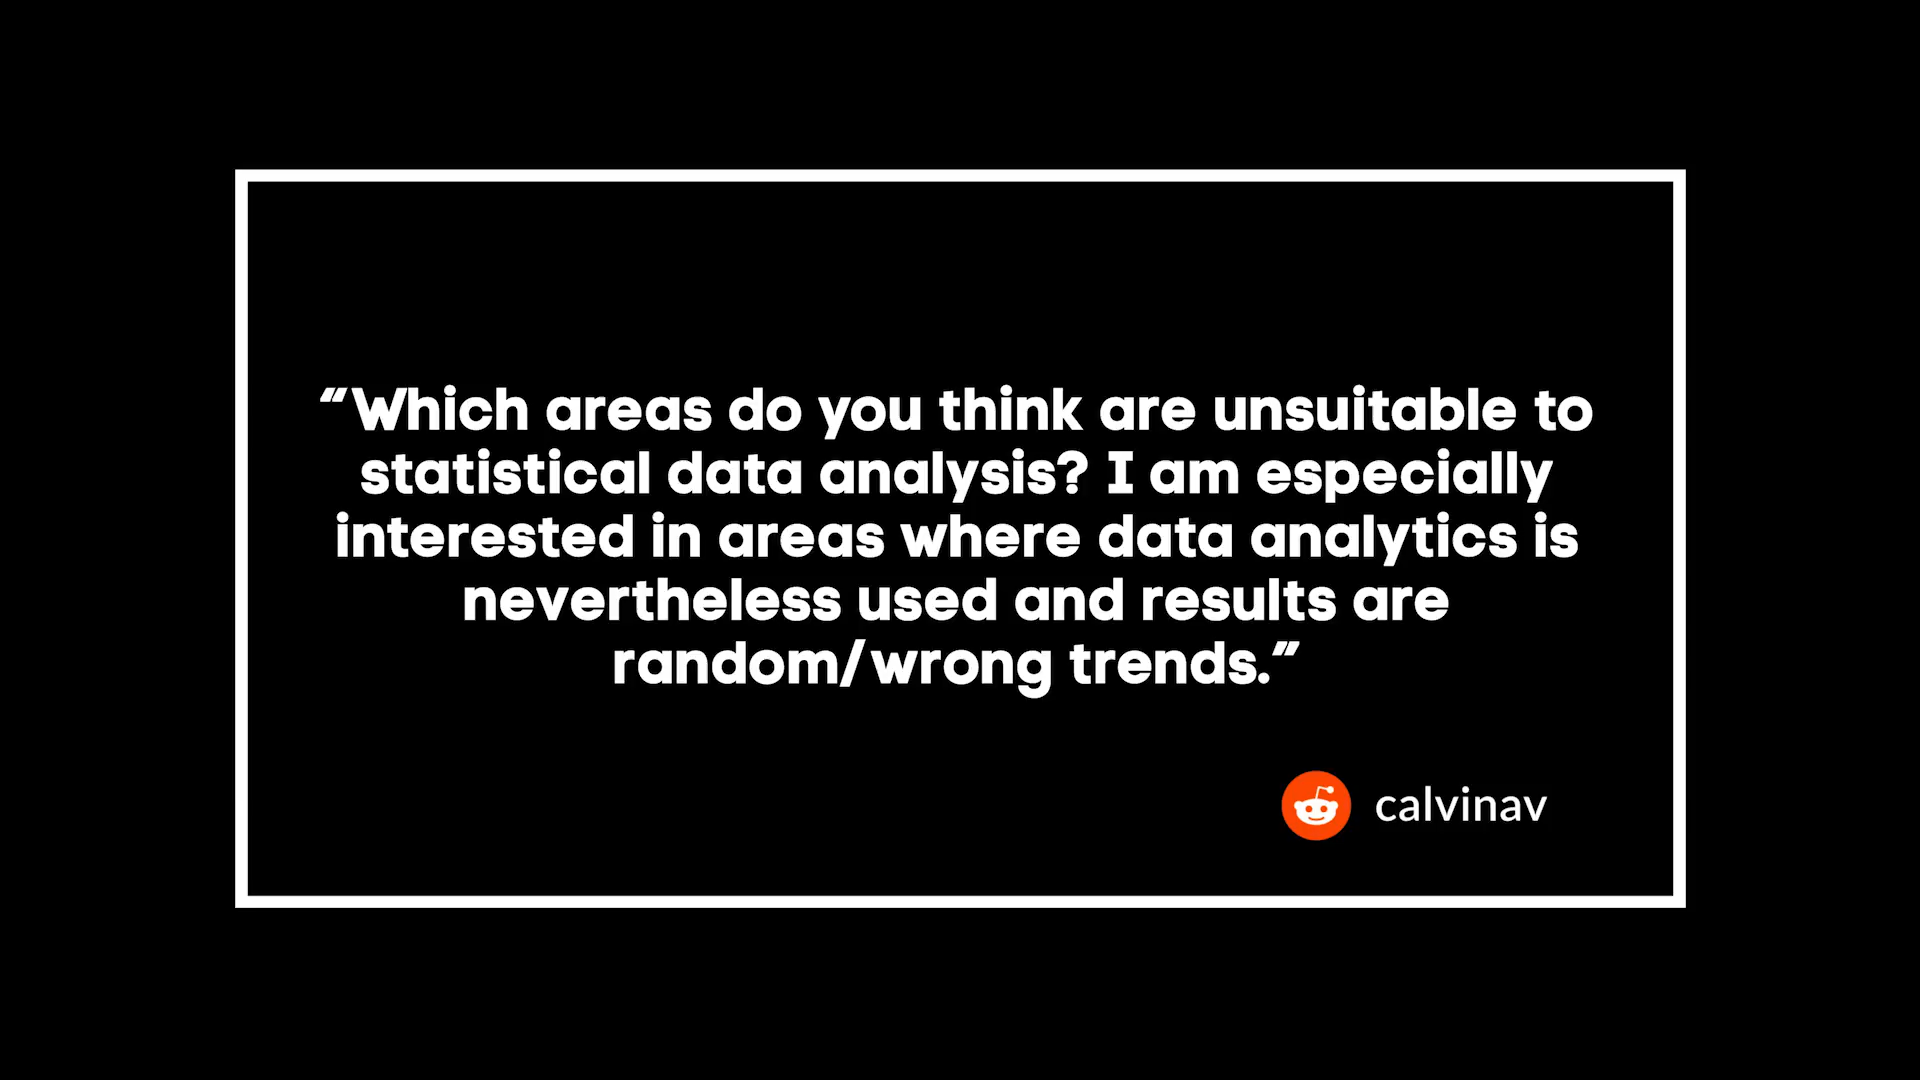 “Which areas do you think are unsuitable to
statistical data analysis? I am especially
interested in areas where data analytics is
nevertheless used and results are
random/wrong trends.”
calvinav